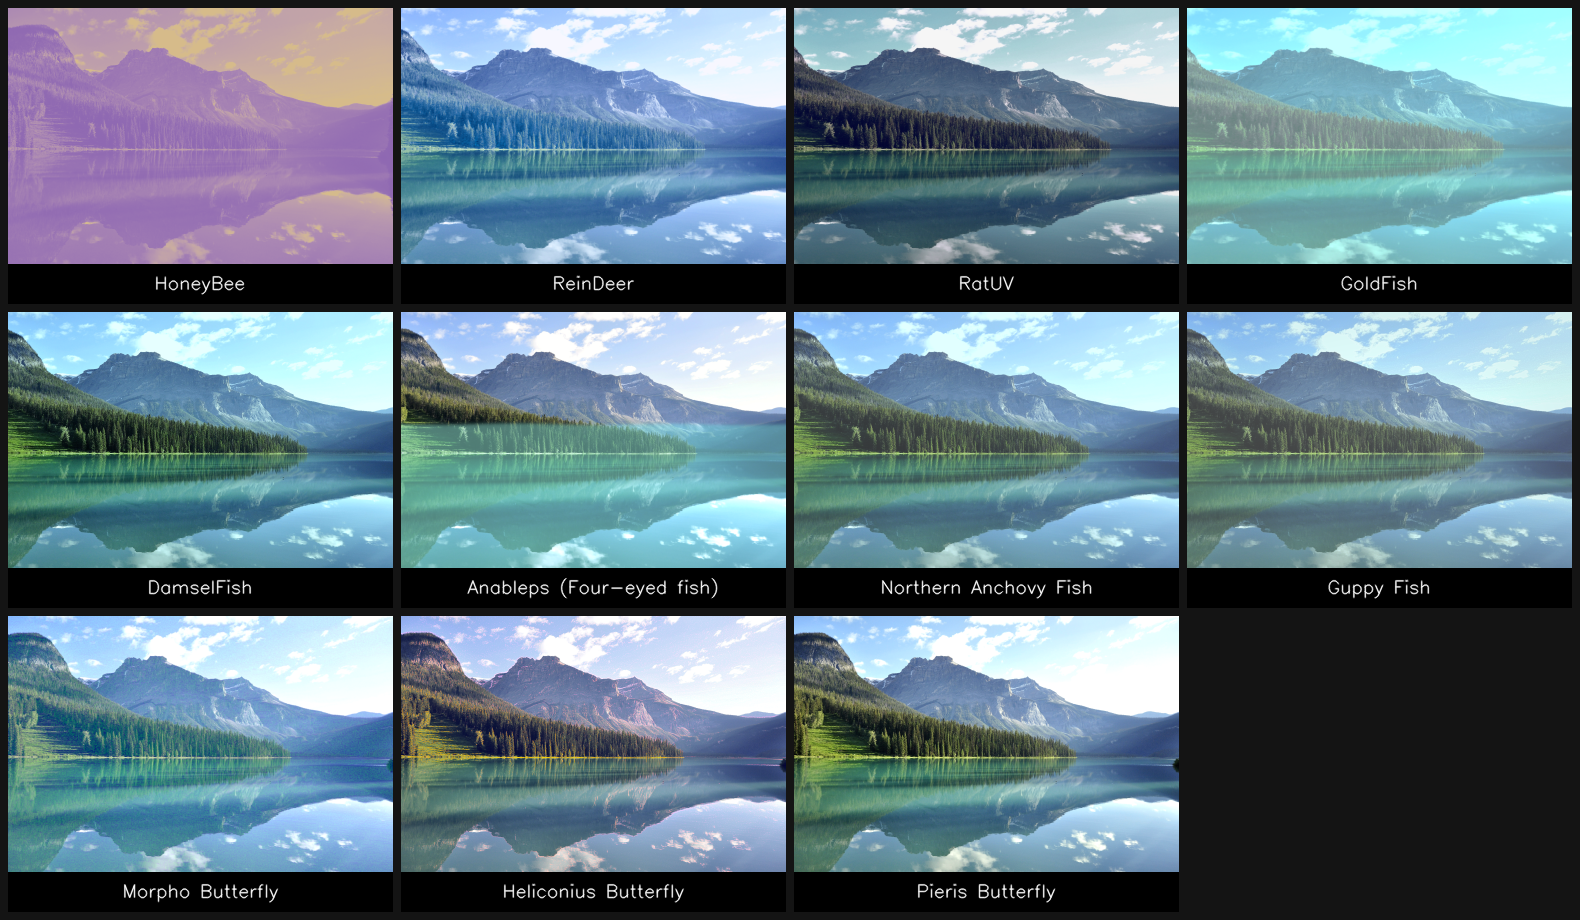 HoneyBee
ReinDeer
RatUV
GoldFish
DamselFish
Anableps (Four-eyed fish)
Northern Anchovy Fish
Guppy Fish
Morpho Butterfly
Heliconius Butterfly
Pieris Butterfly